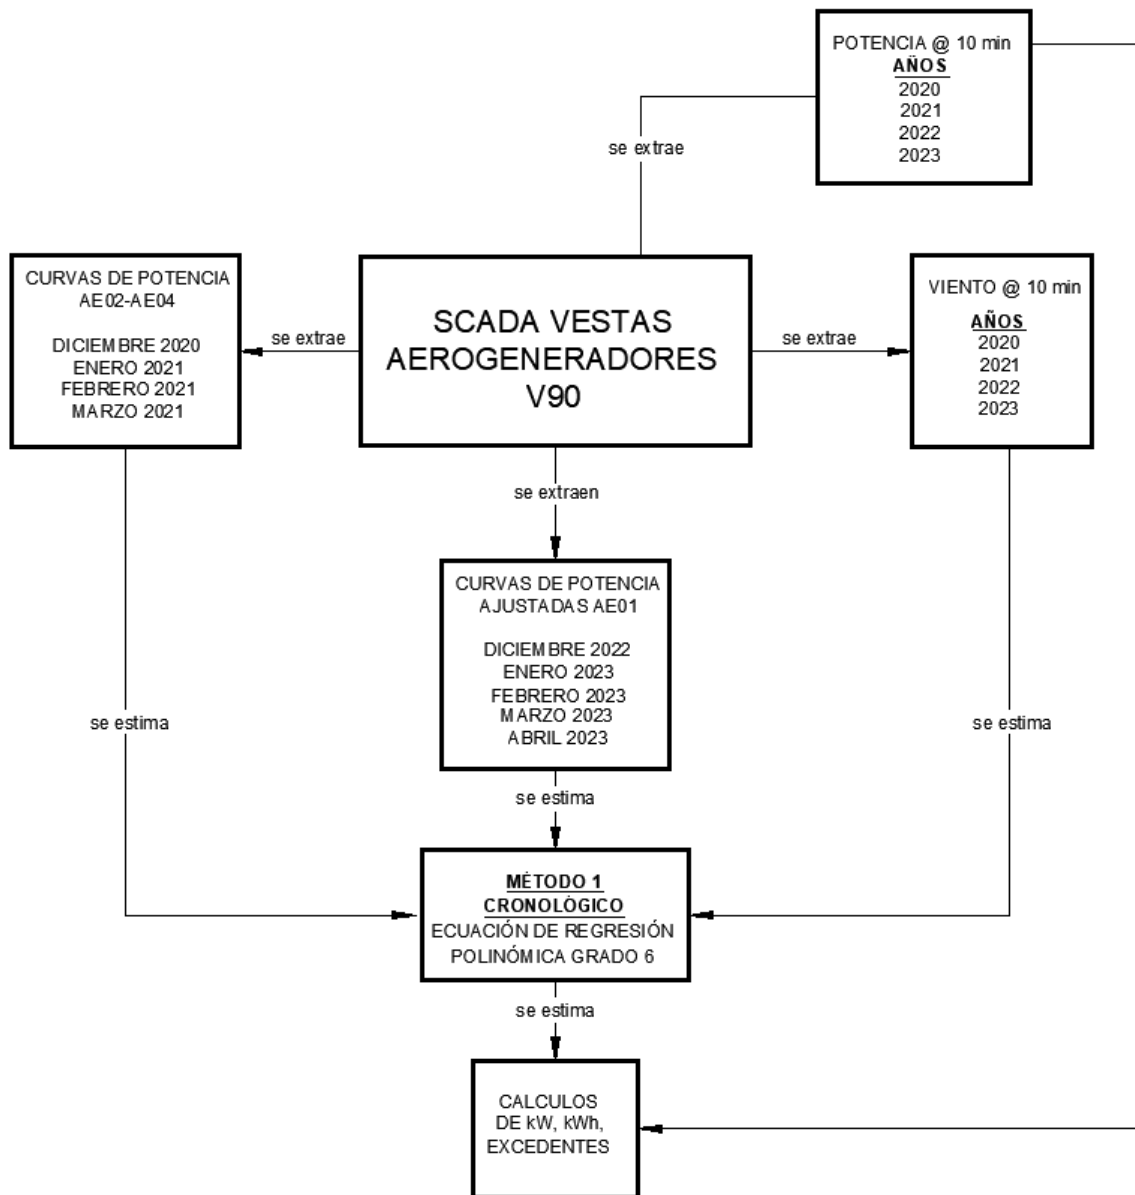 POTENCIA @ 10 min
AÑOS
2020
2021
2022
2023
se extrae
CURVAS DE POTENCIA
AE02-AE04
DICIEMBRE 2020
ENERO 2021
FEBRERO 2021
MARZO 2021
se extrae
SCADA VESTAS
AEROGENERADORES
V90
se extrae
VIENTO @ 10 min
AÑOS
2020
2021
2022
2023
se extraen
CURVAS DE POTENCIA
AJUSTADAS AE01
DICIEMBRE 2022
ENERO 2023
FEBRERO 2023
MARZO 2023
ABRIL 2023
se estima
se estima
se estima
MÉTODO 1
CRONOLÓGICO
ECUACIÓN DE REGRESIÓN
POLINÓMICA GRADO 6
se estima
CALCULOS
DE kW, kWh,
EXCEDENTES